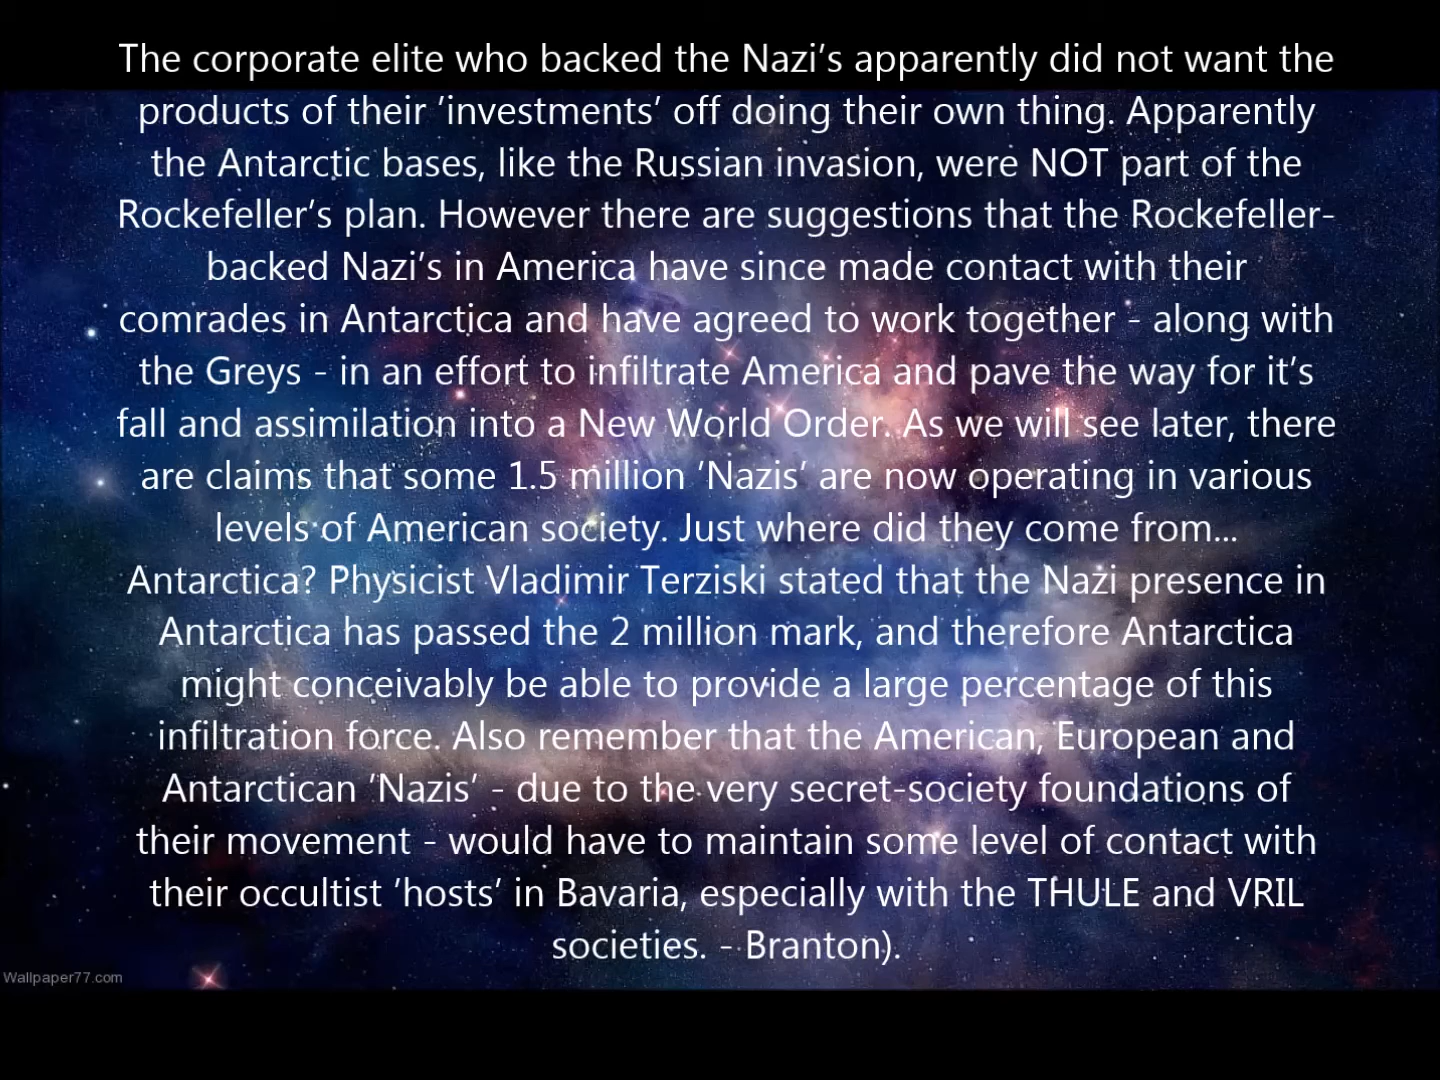 The corporate elite who backed the Nazi’s apparently did not want the
products of their ’investments’ off doing their own thing. Apparently
the Antarctic bases, like the Russian invasion, were NOT part of the
Rockefeller’s plan. However there are suggestions that the Rockefeller-
backed Nazi’s in America have since made contact with their
comrades in Antarctica and have agreed to work together - along with
the Greys - in an effort to infiltrate America and pave the way for it’s
fall and assimilation into a New World Order. As we will see later, there
are claims that some 1.5 million ’Nazis’ are now operating in various
levels of American society. Just where did they come from...
Antarctica? Physicist Vladimir Terziski stated that the Nazi presence in
Antarctica has passed the 2 million mark, and therefore Antarctica
might conceivably be able to provide a large percentage of this
infiltration force. Also remember that the American, European and
Antarctican ’Nazis’ - due to the very secret-society foundations of
their movement - would have to maintain some level of contact with
their occultist ’hosts’ in Bavaria, especially with the THULE and VRIL
societies. - Branton).
Wallpaper77.com